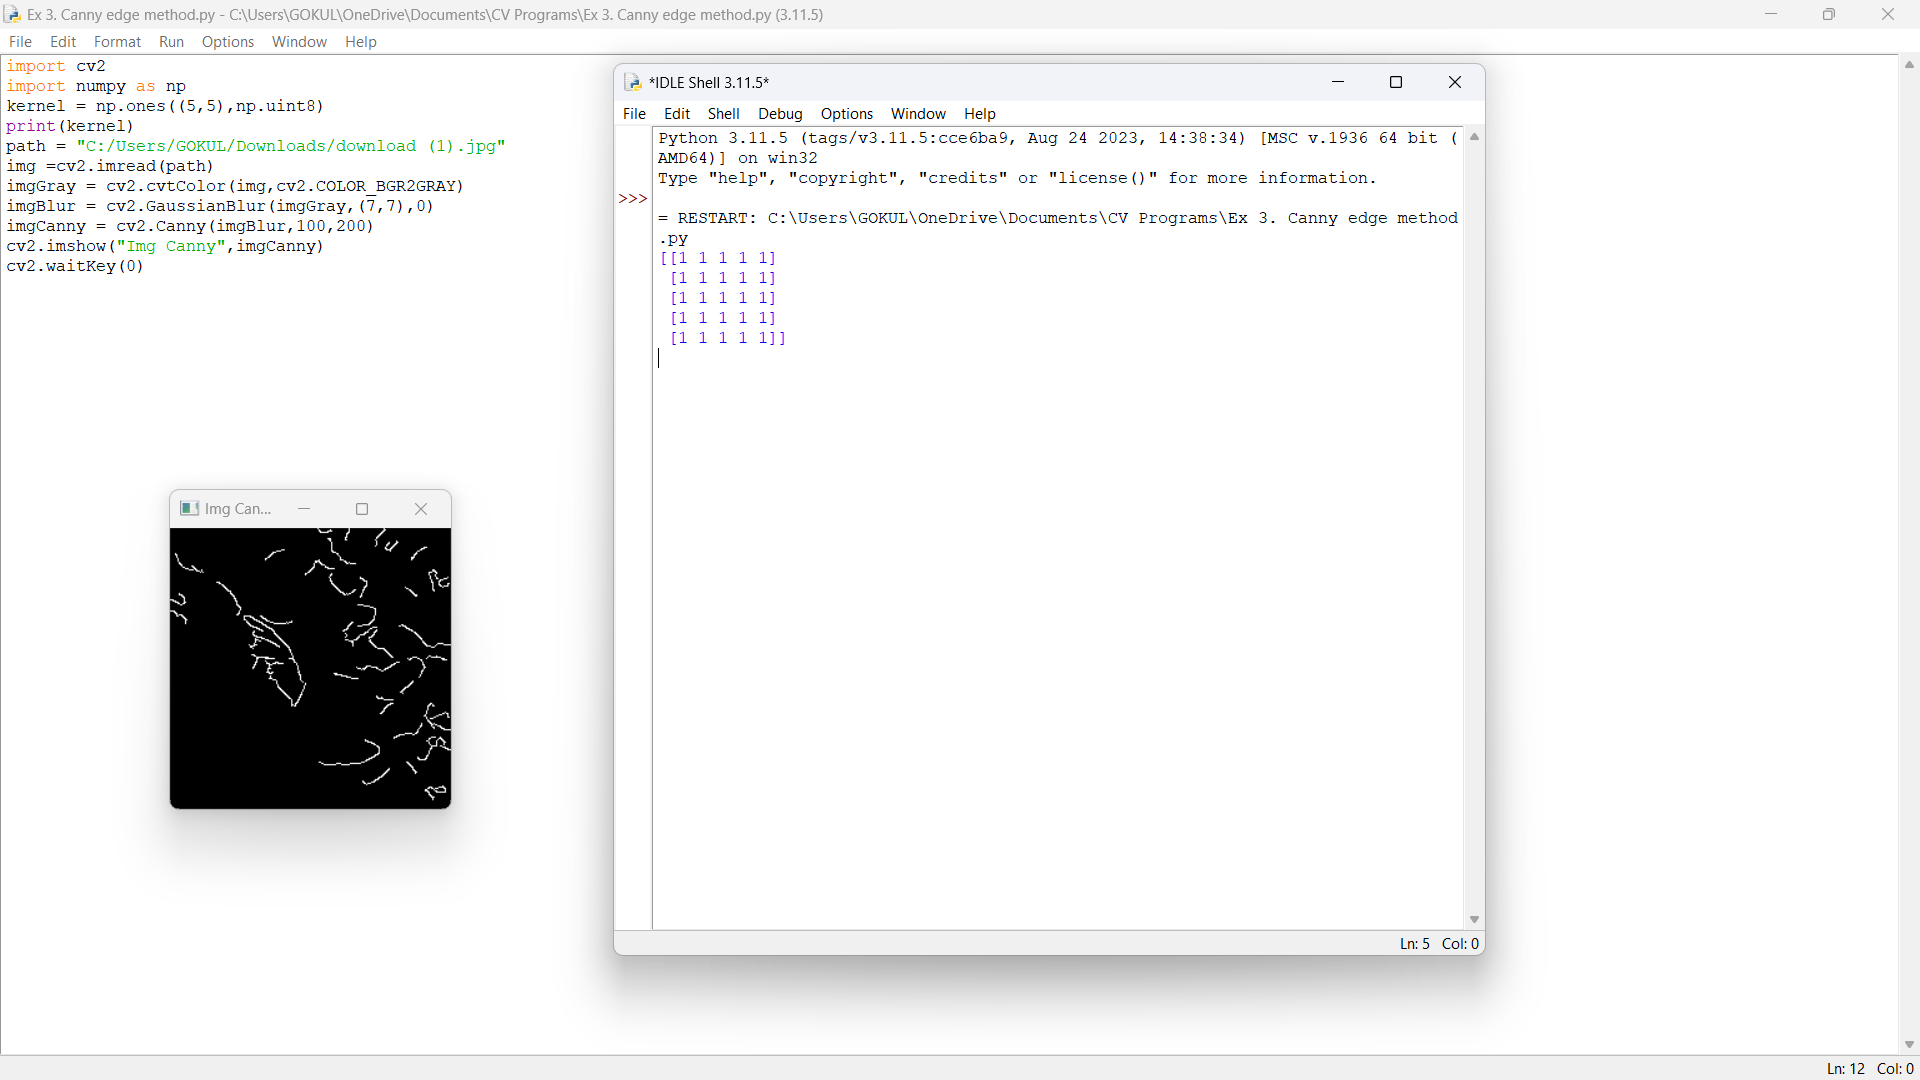 Ex 3. Canny edge method.py - C:\Users\GOKUL\OneDrive\Documents\CV Programs\Ex 3. Canny edge method.py (3.11.5)
File Edit Format Run Options Window Help
import cv2
import numpy as np
kernel = np.ones((5,5),np.uint8)
print(kernel)
path = "C:/Users/GOKUL/Downloads/download (1).jpg"
img =cv2.imread(path)
imgGray = cv2.cvtColor(img,cv2.COLOR_BGR2GRAY)
imgBlur = cv2.GaussianBlur(imgGray,(7,7),0)
imgCanny = cv2.Canny(imgBlur,100,200)
cv2.imshow("Img Canny",imgCanny)
cv2.waitKey(0)
Img Can...
*IDLE Shell 3.11.5*
File Edit Shell Debug Options Window Help
Python 3.11.5 (tags/v3.11.5:cce6ba9, Aug 24 2023, 14:38:34) [MSC v.1936 64 bit (
AMD64)] on win32
Type "help", "copyright", "credits" or "license()" for more information.
>>>
= RESTART: C:\Users\GOKUL\OneDrive\Documents\CV Programs\Ex 3. Canny edge method
.py
[[1 1 1 1 1]
[1 1 1 1 1]
[1 1 1 1 1]
[1 1 1 1 1]
[1 1 1 1 1]]
Ln: 5 Col: 0
Ln: 12 Col: 0